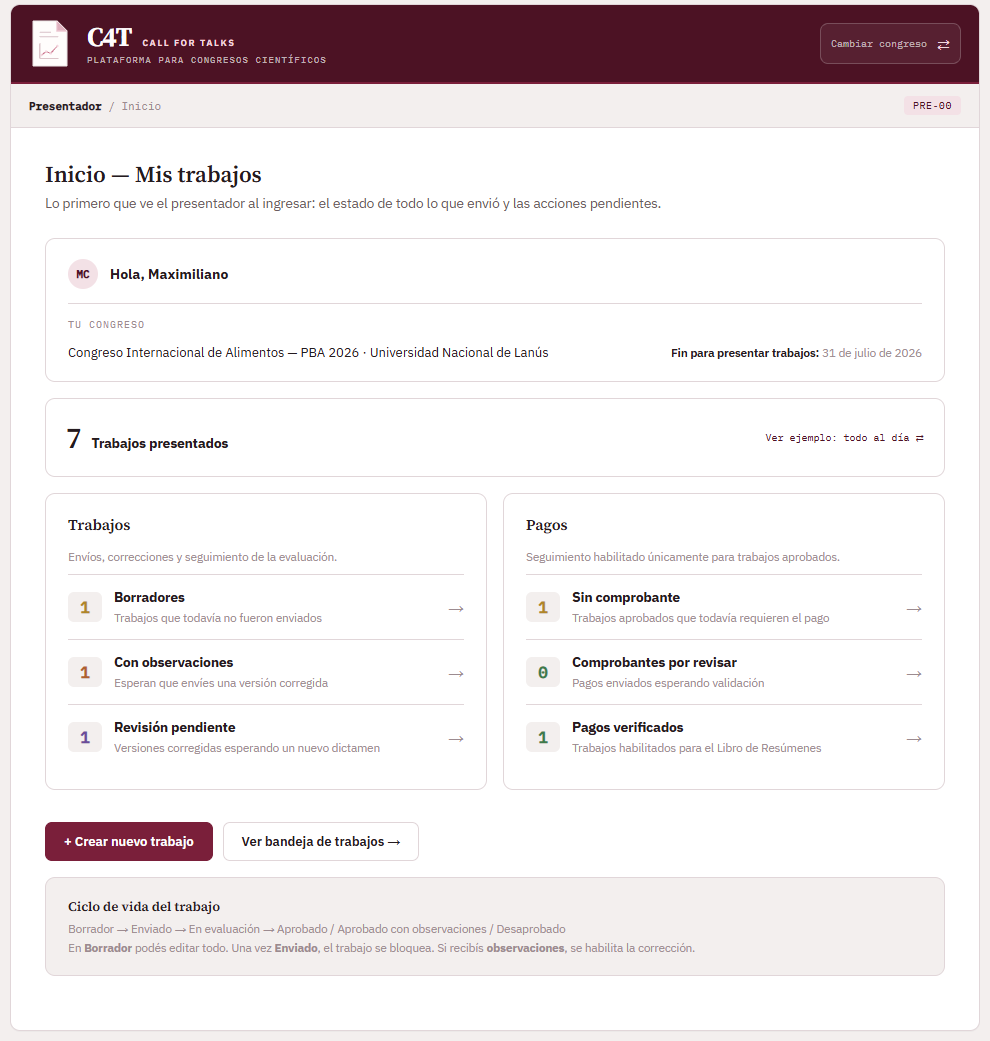 C4T CALL FOR TALKS
PLATAFORMA PARA CONGRESOS CIENTÍFICOS
Cambiar congreso ⇄
Presentador / Inicio
PRE-00
Inicio — Mis trabajos
Lo primero que ve el presentador al ingresar: el estado de todo lo que envió y las acciones pendientes.
MC Hola, Maximiliano
TU CONGRESO
Congreso Internacional de Alimentos — PBA 2026 · Universidad Nacional de Lanús
Fin para presentar trabajos: 31 de julio de 2026
7 Trabajos presentados
Ver ejemplo: todo al día ⇄
Trabajos
Envíos, correcciones y seguimiento de la evaluación.
1 Borradores →
Trabajos que todavía no fueron enviados
1 Con observaciones →
Esperan que envíes una versión corregida
1 Revisión pendiente →
Versiones corregidas esperando un nuevo dictamen
Pagos
Seguimiento habilitado únicamente para trabajos aprobados.
1 Sin comprobante →
Trabajos aprobados que todavía requieren el pago
0 Comprobantes por revisar →
Pagos enviados esperando validación
1 Pagos verificados →
Trabajos habilitados para el Libro de Resúmenes
+ Crear nuevo trabajo
Ver bandeja de trabajos →
Ciclo de vida del trabajo
Borrador → Enviado → En evaluación → Aprobado / Aprobado con observaciones / Desaprobado
En Borrador podés editar todo. Una vez Enviado, el trabajo se bloquea. Si recibís observaciones, se habilita la corrección.